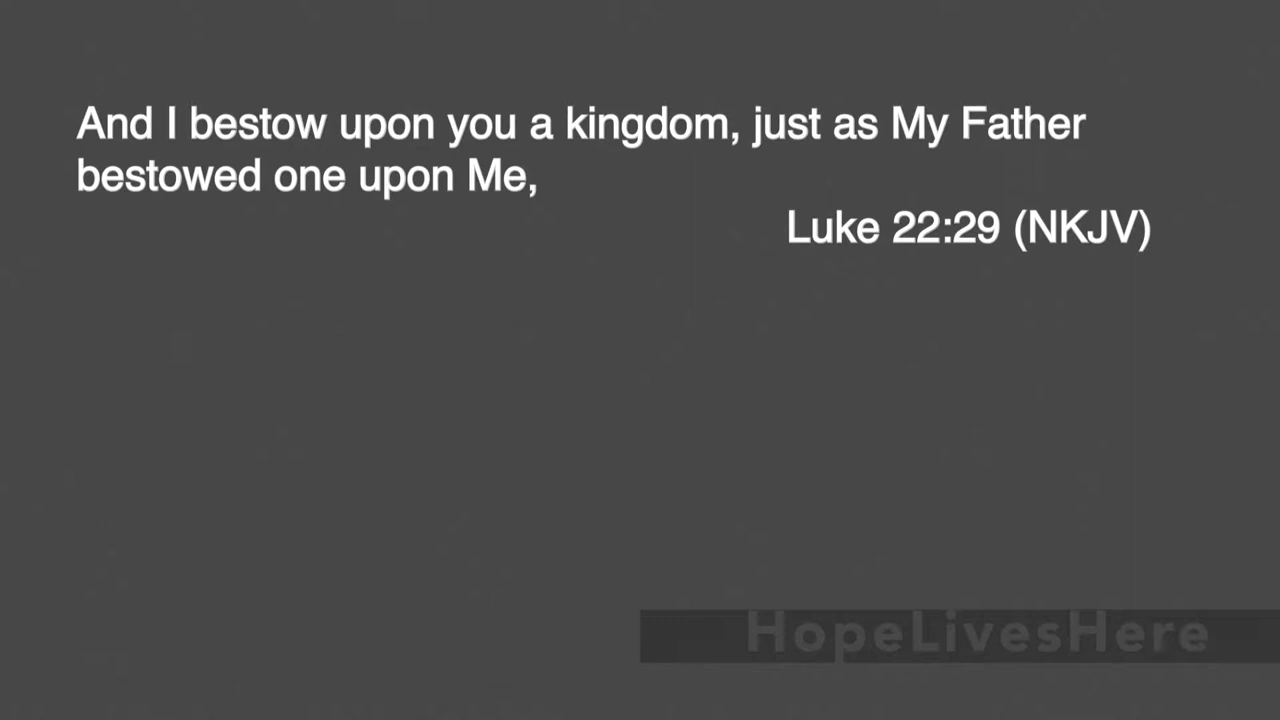 And I bestow upon you a kingdom, just as My Father
bestowed one upon Me,
Luke 22:29 (NKJV)
HopeLivesHere